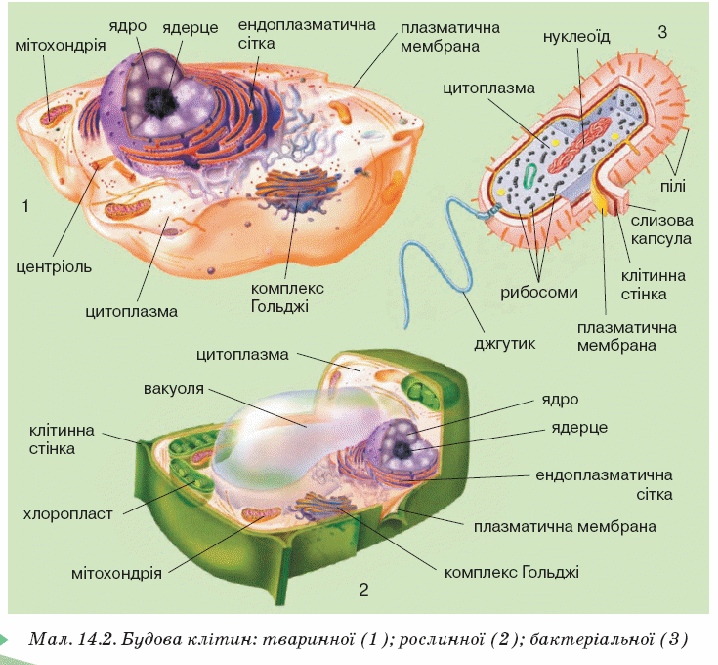 ядро
ядерце
ендоплазматична
сітка
мітохондрія
плазматична
мембрана
1
центріоль
цитоплазма
комплекс
Гольджі
нуклеоїд
3
цитоплазма
пілі
слизова
капсула
клітинна
стінка
рибосоми
плазматична
мембрана
джгутик
цитоплазма
вакуоля
клітинна
стінка
хлоропласт
мітохондрія
ядро
ядерце
ендоплазматична
сітка
плазматична мембрана
комплекс Гольджі
2
Мал. 14.2. Будова клітин: тваринної (1); рослинної (2); бактеріальної (3)